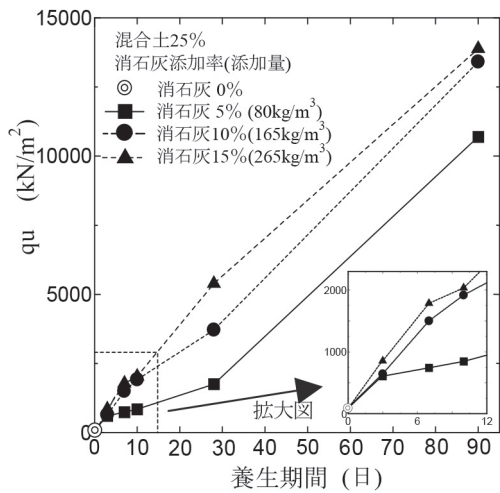 15000
10000
5000
0
qu (kN/m²)
混合土25%
消石灰添加率(添加量)
消石灰 0%
消石灰 5% (80kg/m³)
消石灰10%(165kg/m³)
消石灰15%(265kg/m³)
2000
1000
0
0 6 12
拡大図
0 10 20 30 40 50 60 70 80 90
養生期間 (日)